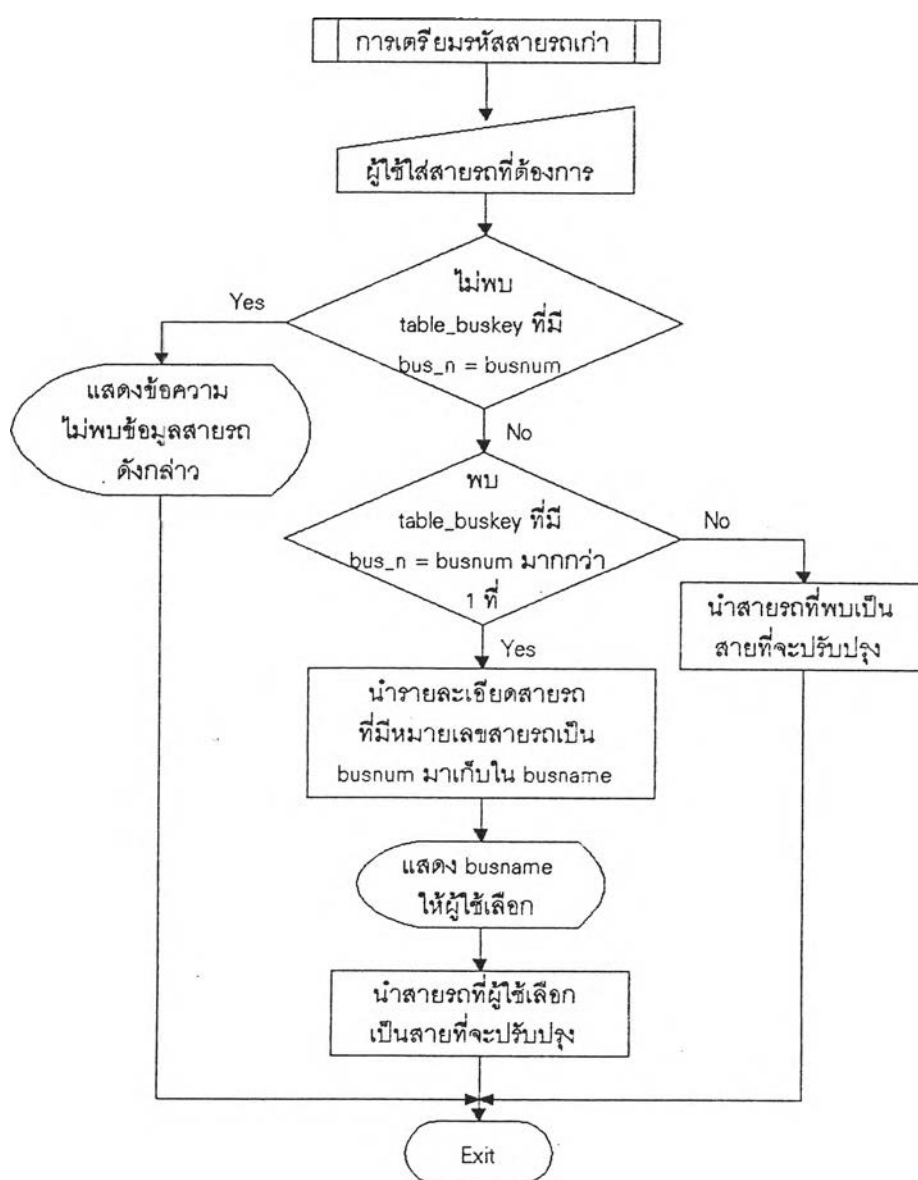 การเตรียมรหัสสายรถเก่า
ผู้ใช้ใส่สายรถที่ต้องการ
ไม่พบ
table_buskey ที่มี
bus_n = busnum
Yes
แสดงข้อความ
ไม่พบข้อมูลสายรถ
ดังกล่าว
No
พบ
table_buskey ที่มี
bus_n = busnum มากกว่า
1 ที่
No
นำสายรถที่พบเป็น
สายที่จะปรับปรุง
Yes
นำรายละเอียดสายรถ
ที่มีหมายเลขสายรถเป็น
busnum มาเก็บใน busname
แสดง busname
ให้ผู้ใช้เลือก
นำสายรถที่ผู้ใช้เลือก
เป็นสายที่จะปรับปรุง
Exit